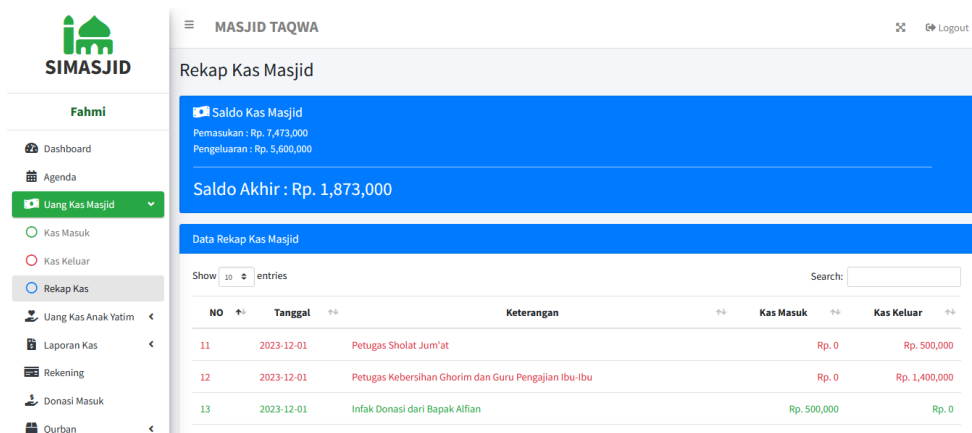 SIMASJID
Fahmi
Dashboard
Agenda
Uang Kas Masjid
Kas Masuk
Kas Keluar
Rekap Kas
Uang Kas Anak Yatim
Laporan Kas
Rekening
Donasi Masuk
Qurban
MASJID TAQWA
Logout
Rekap Kas Masjid
Saldo Kas Masjid
Pemasukan : Rp. 7,473,000
Pengeluaran : Rp. 5,600,000
Saldo Akhir : Rp. 1,873,000
Data Rekap Kas Masjid
Show 10 entries Search:
NO Tanggal Keterangan Kas Masuk Kas Keluar
11 2023-12-01 Petugas Sholat Jum'at Rp. 0 Rp. 500,000
12 2023-12-01 Petugas Kebersihan Ghorim dan Guru Pengajian Ibu-Ibu Rp. 0 Rp. 1,400,000
13 2023-12-01 Infak Donasi dari Bapak Alfian Rp. 500,000 Rp. 0